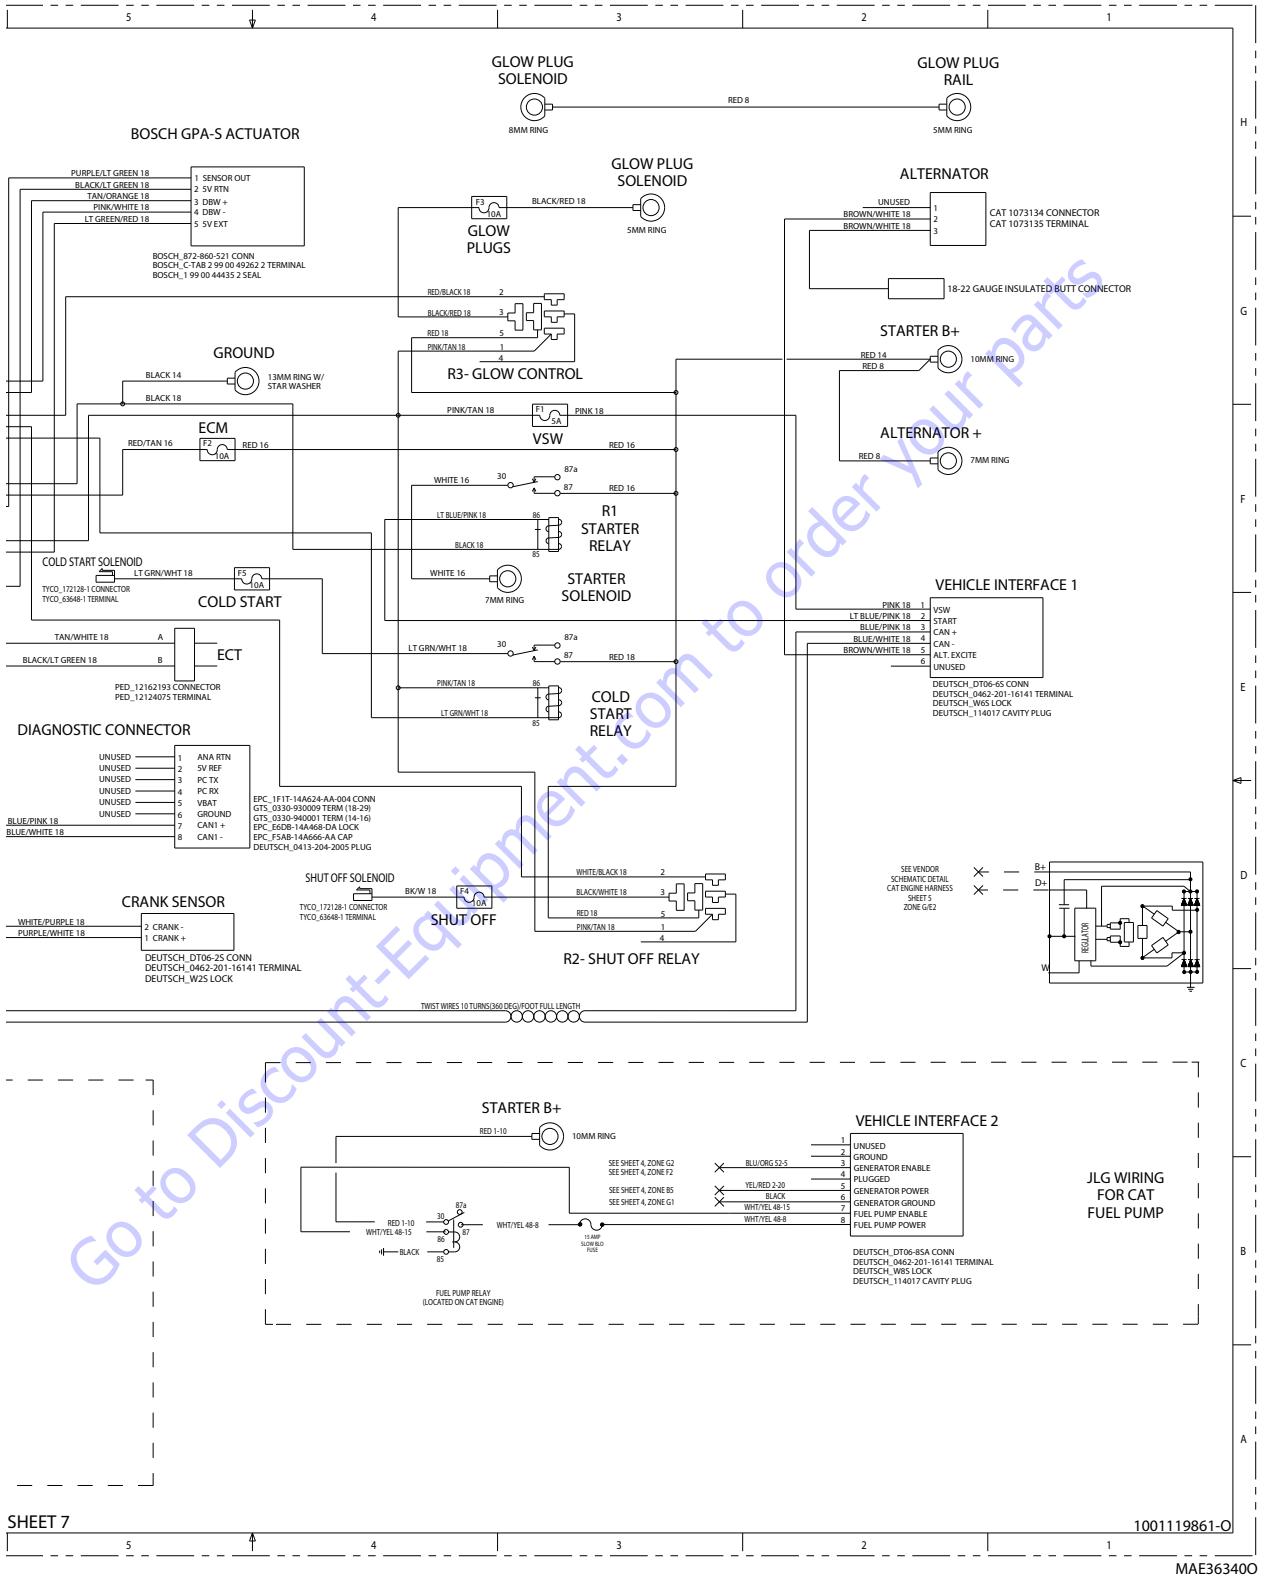 5 4 3 2 1
GLOW PLUG
SOLENOID
8MM RING
RED 8
GLOW PLUG
RAIL
5MM RING
H
BOSCH GPA-S ACTUATOR
PURPLE/LT GREEN 18
BLACK/LT GREEN 18
TAN/ORANGE 18
PINK/WHITE 18
LT GREEN/RED 18
1 SENSOR OUT
2 5V RTN
3 DBW +
4 DBW -
5 5V EXT
BOSCH_872-860-521 CONN
BOSCH_C-TAB 2 99 00 49262 2 TERMINAL
BOSCH_1 99 00 44435 2 SEAL
F3
10A
GLOW
PLUGS
BLACK/RED 18
GLOW PLUG
SOLENOID
5MM RING
ALTERNATOR
UNUSED 1
BROWN/WHITE 18 2
BROWN/WHITE 18 3
CAT 1073134 CONNECTOR
CAT 1073135 TERMINAL
18-22 GAUGE INSULATED BUTT CONNECTOR
G
RED/BLACK 18 2
BLACK/RED 18 3
RED 18 5
PINK/TAN 18 1
4
R3- GLOW CONTROL
STARTER B+
RED 14
RED 8
10MM RING
GROUND
BLACK 14
13MM RING W/
STAR WASHER
BLACK 18
PINK/TAN 18
F1
5A
PINK 18
VSW
ECM
RED/TAN 16
F2
10A
RED 16
RED 16
ALTERNATOR +
RED 8
7MM RING
F
WHITE 16
30
87a
87
RED 16
R1
STARTER
RELAY
LT BLUE/PINK 18
86
BLACK 18
85
COLD START SOLENOID
LT GRN/WHT 18
TYCO_172128-1 CONNECTOR
TYCO_63648-1 TERMINAL
F5
10A
COLD START
WHITE 16
7MM RING
STARTER
SOLENOID
VEHICLE INTERFACE 1
PINK 18 1 VSW
LT BLUE/PINK 18 2 START
BLUE/PINK 18 3 CAN +
BLUE/WHITE 18 4 CAN -
BROWN/WHITE 18 5 ALT. EXCITE
6 UNUSED
DEUTSCH_DT06-6S CONN
DEUTSCH_0462-201-16141 TERMINAL
DEUTSCH_W6S LOCK
DEUTSCH_114017 CAVITY PLUG
TAN/WHITE 18 A
BLACK/LT GREEN 18 B
ECT
PED_12162193 CONNECTOR
PED_12124075 TERMINAL
LT GRN/WHT 18
30
87a
87
RED 18
PINK/TAN 18
86
LT GRN/WHT 18
85
COLD
START
RELAY
E
DIAGNOSTIC CONNECTOR
UNUSED 1 ANA RTN
UNUSED 2 5V REF
UNUSED 3 PC TX
UNUSED 4 PC RX
UNUSED 5 VBAT
UNUSED 6 GROUND
BLUE/PINK 18 7 CAN1 +
BLUE/WHITE 18 8 CAN1 -
EPC_1F1T-14A624-AA-004 CONN
GTS_0330-930009 TERM (18-29)
GTS_0330-940001 TERM (14-16)
EPC_E6DB-14A468-DA LOCK
EPC_F5AB-14A666-AA CAP
DEUTSCH_0413-204-2005 PLUG
SHUT OFF SOLENOID
BK/W 18
TYCO_172128-1 CONNECTOR
TYCO_63648-1 TERMINAL
F4
10A
SHUT OFF
WHITE/BLACK 18 2
BLACK/WHITE 18 3
RED 18 5
PINK/TAN 18 1
4
R2- SHUT OFF RELAY
SEE VENDOR
SCHEMATIC DETAIL
CAT ENGINE HARNESS
SHEET 5
ZONE G/E2
B+
D+
W
REGULATOR
D
CRANK SENSOR
WHITE/PURPLE 18
PURPLE/WHITE 18
2 CRANK -
1 CRANK +
DEUTSCH_DT06-2S CONN
DEUTSCH_0462-201-16141 TERMINAL
DEUTSCH_W2S LOCK
TWIST WIRES 10 TURNS(360 DEG)/FOOT FULL LENGTH
C
STARTER B+
RED 1-10
10MM RING
VEHICLE INTERFACE 2
1 UNUSED
2 GROUND
SEE SHEET 4, ZONE G2
SEE SHEET 4, ZONE F2
BLU/ORG 52-5 3 GENERATOR ENABLE
4 PLUGGED
SEE SHEET 4, ZONE B5 YEL/RED 2-20 5 GENERATOR POWER
SEE SHEET 4, ZONE G1 BLACK 6 GENERATOR GROUND
WHT/YEL 48-15 7 FUEL PUMP ENABLE
WHT/YEL 48-8 8 FUEL PUMP POWER
DEUTSCH_DT06-8SA CONN
DEUTSCH_0462-201-16141 TERMINAL
DEUTSCH_W8S LOCK
DEUTSCH_114017 CAVITY PLUG
JLG WIRING
FOR CAT
FUEL PUMP
87a
RED 1-10 30
WHT/YEL 48-15
86
87
BLACK
85
WHT/YEL 48-8
15 AMP
SLOW BLO
FUSE
FUEL PUMP RELAY
(LOCATED ON CAT ENGINE)
B
A
SHEET 7
1001119861-O
5 4 3 2 1
MAE36340O
Go to Discount-Equipment.com to order your parts